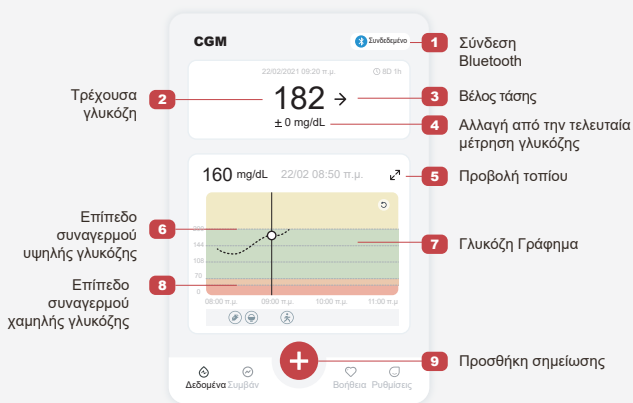 CGM
Συνδεδεμένο
1
Σύνδεση
Bluetooth
22/02/2021 09:20 π.μ.
8D 1h
Τρέχουσα
γλυκόζη
2
182
3
Βέλος τάσης
± 0 mg/dL
4
Αλλαγή από την τελευταία
μέτρηση γλυκόζης
160 mg/dL
22/02 08:50 π.μ.
5
Προβολή τοπίου
Επίπεδο
συναγερμού
υψηλής γλυκόζης
6
180
144
108
70
0
7
Γλυκόζη Γράφημα
Επίπεδο
συναγερμού
χαμηλής γλυκόζης
8
08:00 π.μ.
09:00 π.μ.
10:00 π.μ.
11:00 π.μ
9
Προσθήκη σημείωσης
Δεδομένα
Συμβάν
Βοήθεια
Ρυθμίσεις